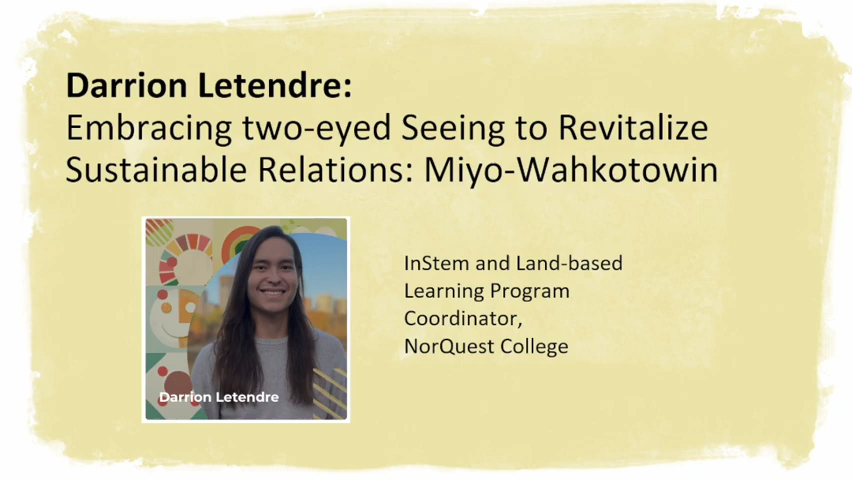 Darrion Letendre:
Embracing two-eyed Seeing to Revitalize
Sustainable Relations: Miyo-Wahkotowin
InStem and Land-based
Learning Program
Coordinator,
NorQuest College
Darrion Letendre